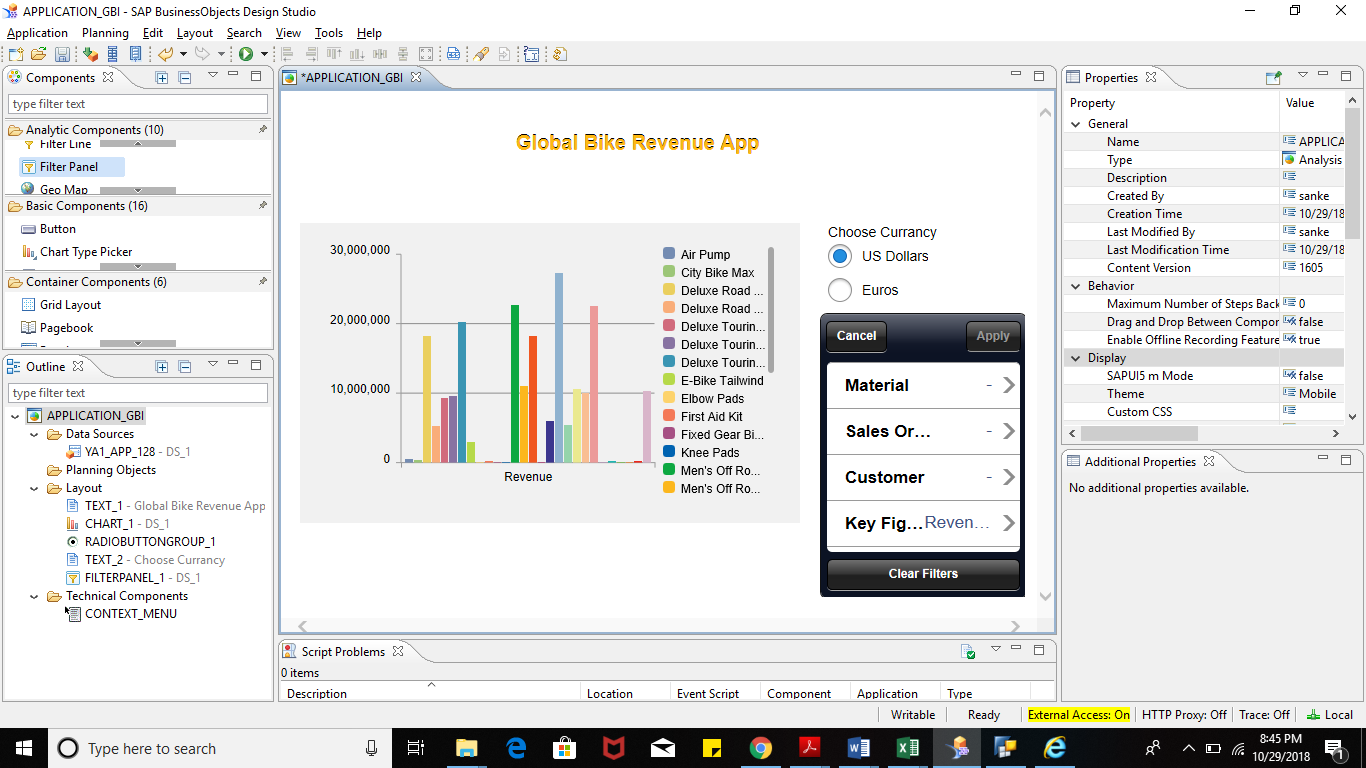 APPLICATION_GBI - SAP BusinessObjects Design Studio
Application Planning Edit Layout Search View Tools Help
Components
type filter text
Analytic Components (10)
Filter Line
Filter Panel
Geo Map
Basic Components (16)
Button
Chart Type Picker
Container Components (6)
Grid Layout
Pagebook
Outline
type filter text
APPLICATION_GBI
Data Sources
YA1_APP_128 - DS_1
Planning Objects
Layout
TEXT_1 - Global Bike Revenue App
CHART_1 - DS_1
RADIOBUTTONGROUP_1
TEXT_2 - Choose Currancy
FILTERPANEL_1 - DS_1
Technical Components
CONTEXT_MENU
*APPLICATION_GBI
Global Bike Revenue App
30,000,000
20,000,000
10,000,000
0
Revenue
Air Pump
City Bike Max
Deluxe Road ...
Deluxe Road ...
Deluxe Tourin...
Deluxe Tourin...
Deluxe Tourin...
E-Bike Tailwind
Elbow Pads
First Aid Kit
Fixed Gear Bi...
Knee Pads
Men's Off Ro...
Men's Off Ro...
Choose Currancy
US Dollars
Euros
Cancel Apply
Material -
Sales Or... -
Customer -
Key Fig... Reven...
Clear Filters
Script Problems
0 items
Description Location Event Script Component Application Type
Properties
Property Value
General
Name APPLICA
Type Analysis
Description
Created By sanke
Creation Time 10/29/18
Last Modified By sanke
Last Modification Time 10/29/18
Content Version 1605
Behavior
Maximum Number of Steps Back 0
Drag and Drop Between Compor false
Enable Offline Recording Feature true
Display
SAPUI5 m Mode false
Theme Mobile
Custom CSS
Additional Properties
No additional properties available.
Writable Ready External Access: On HTTP Proxy: Off Trace: Off Local
Type here to search
8:45 PM
10/29/2018
1